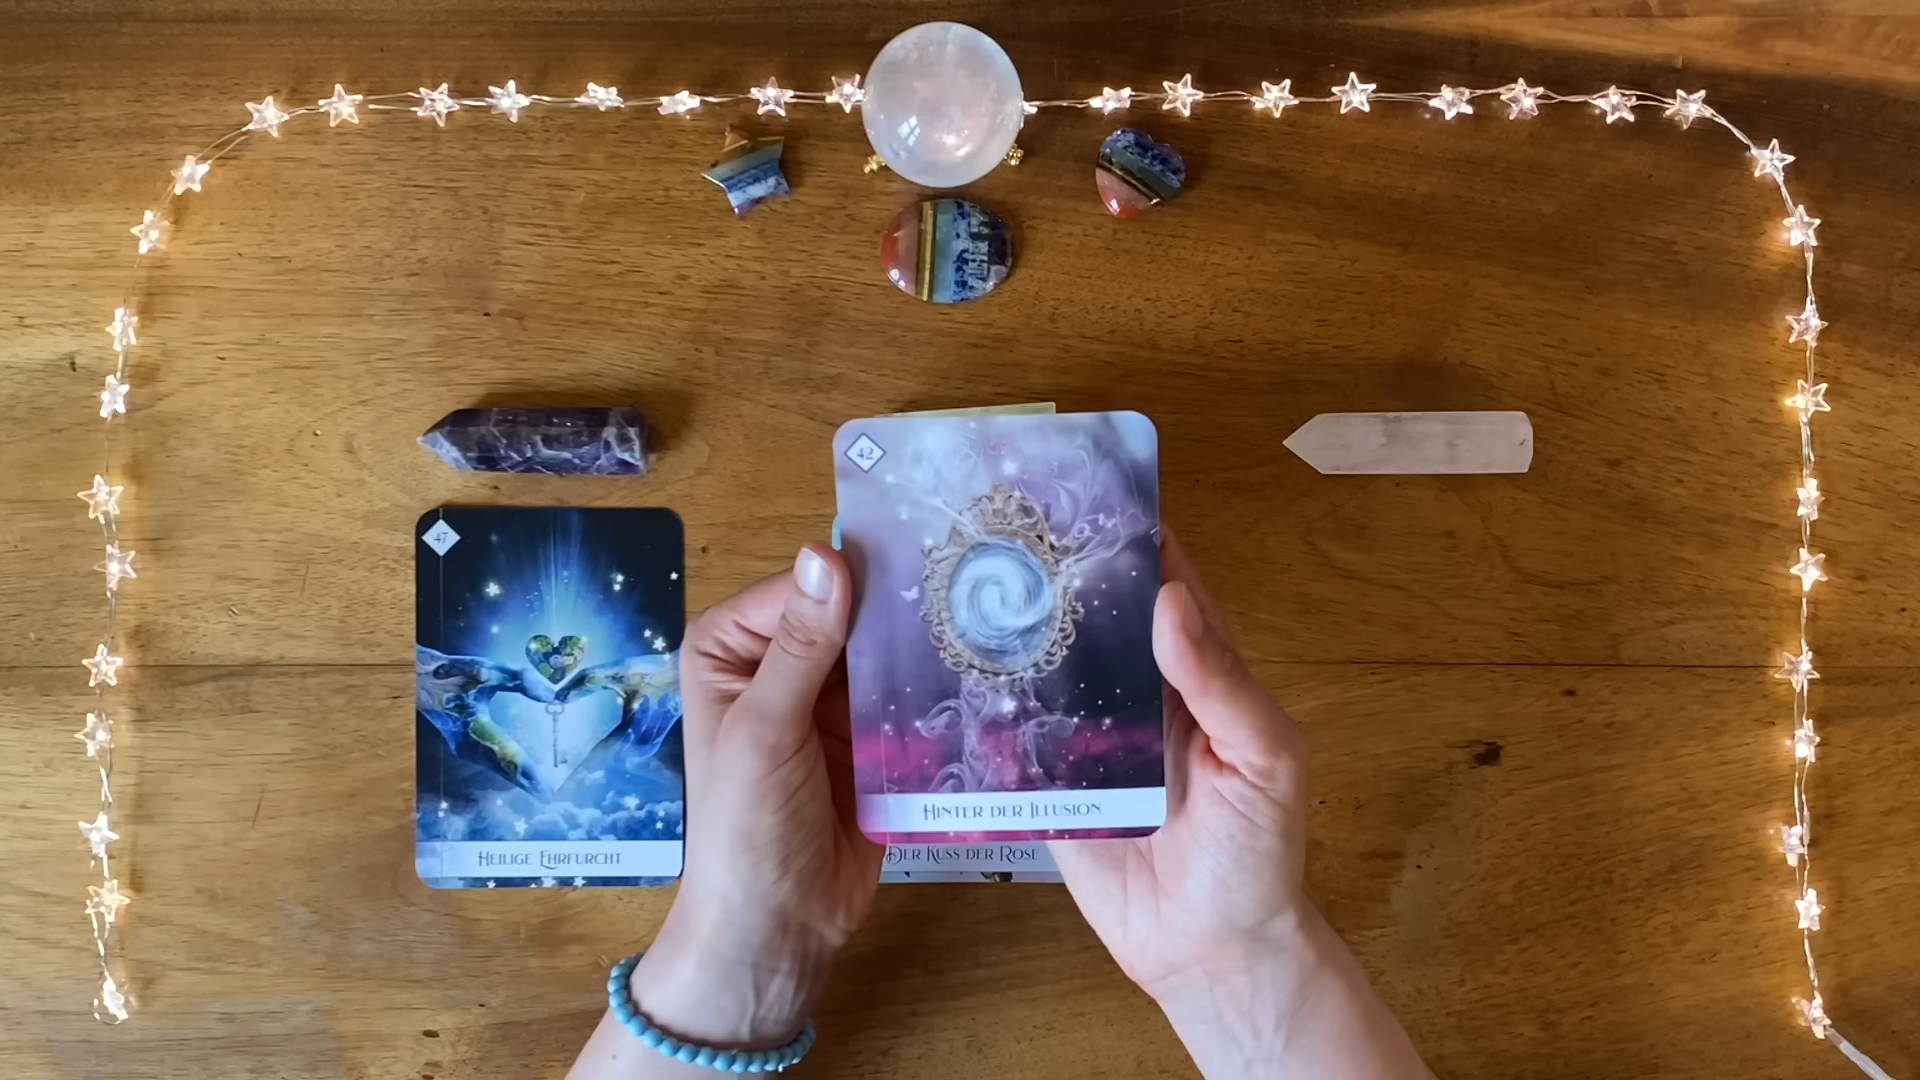 47
HEILIGE EHRFURCHT
42
HINTER DER ILLUSION
DER KUSS DER ROSE